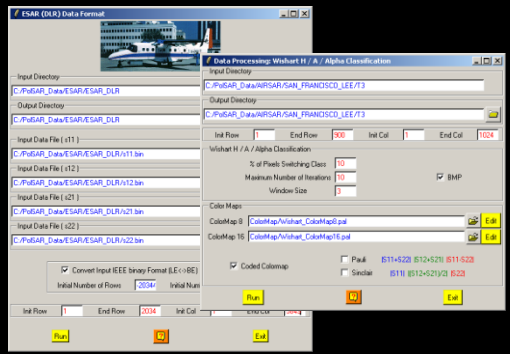 ESAR (DLR) Data Format
Input Directory
C:/PolSAR_Data/ESAR/ESAR_DLR
Output Directory
C:/PolSAR_Data/ESAR/ESAR_DLR
Input Data File ( s11 )
C:/PolSAR_Data/ESAR/ESAR_DLR/s11.bin
Input Data File ( s12 )
C:/PolSAR_Data/ESAR/ESAR_DLR/s12.bin
Input Data File ( s21 )
C:/PolSAR_Data/ESAR/ESAR_DLR/s21.bin
Input Data File ( s22 )
C:/PolSAR_Data/ESAR/ESAR_DLR/s22.bin
Convert Input IEEE binary Format (LE<->BE)
Initial Number of Rows -2034 Initial Num
Init Row 1 End Row 2034 Init Col 1
Run ? Exit
Data Processing: Wishart H / A / Alpha Classification
Input Directory
C:/PolSAR_Data/AIRSAR/SAN_FRANCISCO_LEE/T3
Output Directory
C:/PolSAR_Data/AIRSAR/SAN_FRANCISCO_LEE/T3
Init Row 1 End Row 900 Init Col 1 End Col 1024
Wishart H / A / Alpha Classification
% of Pixels Switching Class 10
Maximum Number of Iterations 10 BMP
Window Size 3
Color Maps
ColorMap 8 ColorMap/Wishart_ColorMap8.pal Edit
ColorMap 16 ColorMap/Wishart_ColorMap16.pal Edit
Coded Colormap Pauli |S11+S22| |S12+S21| |S11-S22|
Sinclair |S11| |(S12+S21)/2| |S22|
Run ? Exit